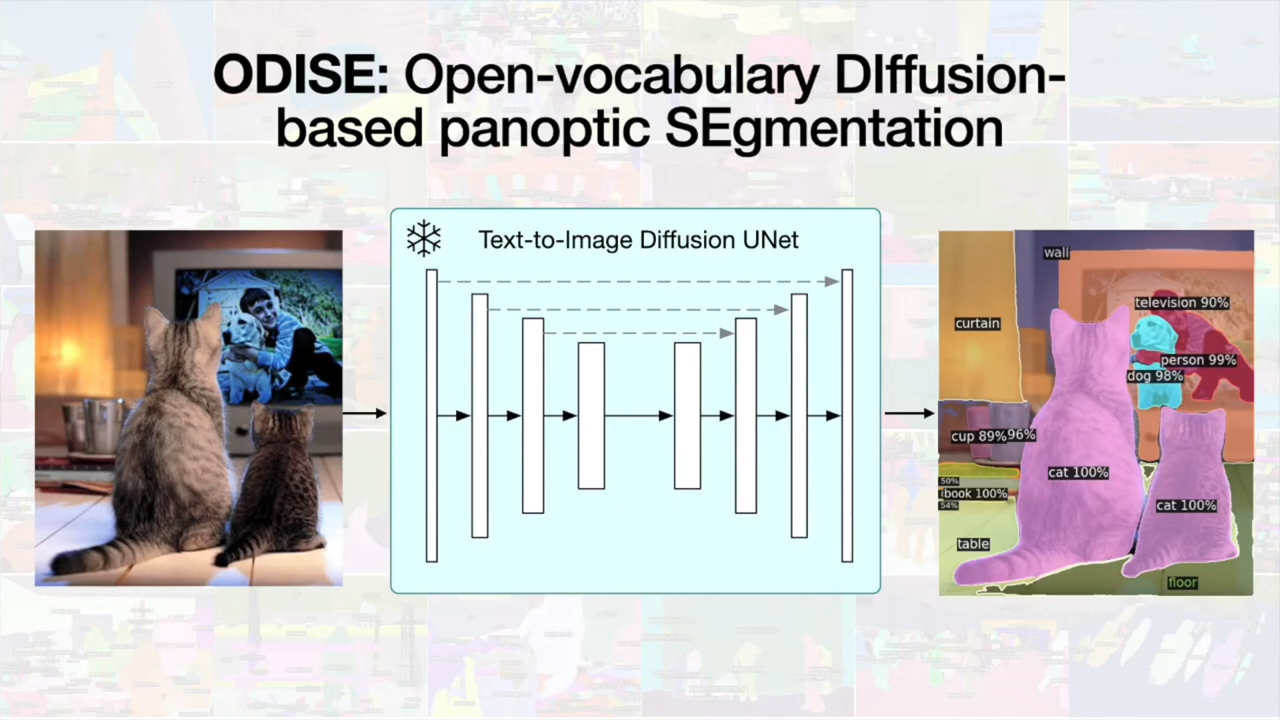 ODISE: Open-vocabulary DIffusion-
based panoptic SEgmentation
Text-to-Image Diffusion UNet
wall
television 90%
curtain
person 99%
dog 98%
cup 89%
96%
cat 100%
50%
book 100%
54%
cat 100%
table
floor